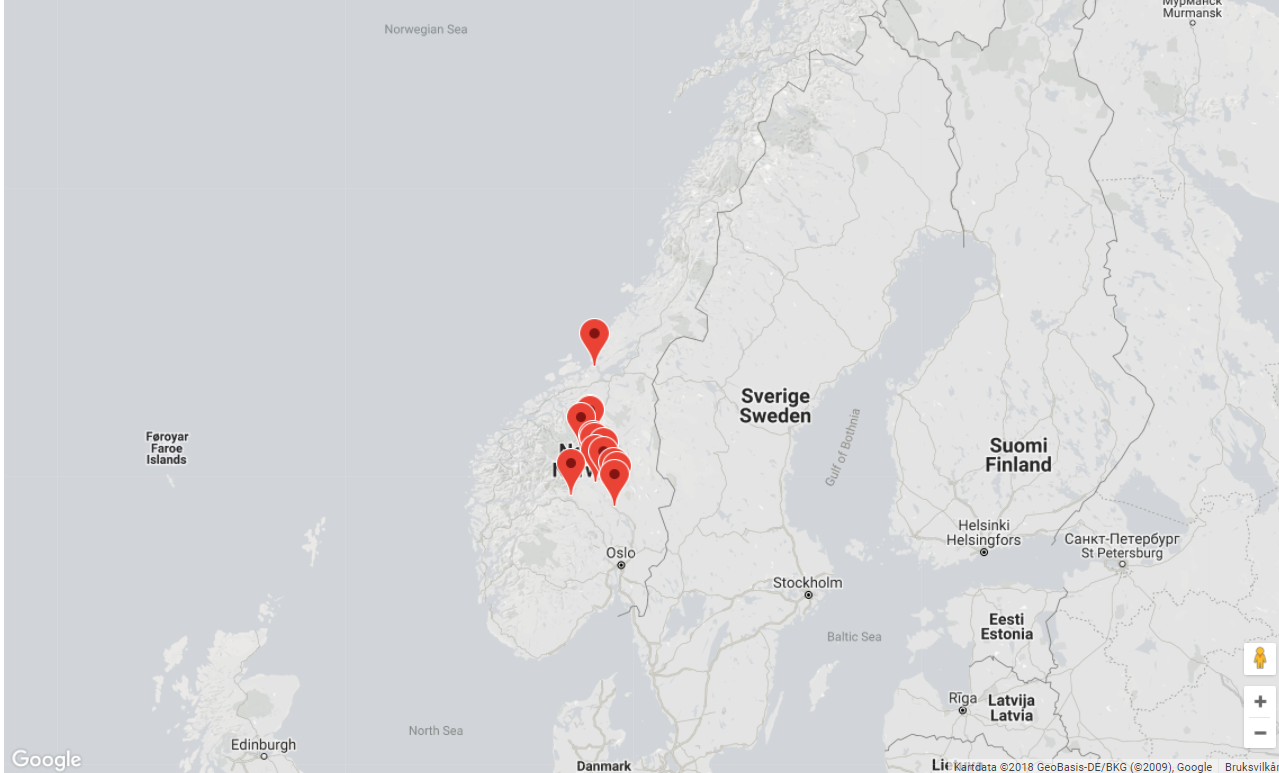 Мурманск
Murmansk
Norwegian Sea
Sverige
Sweden
Føroyar
Faroe
Islands
Gulf of Bothnia
Suomi
Finland
Helsinki
Helsingfors
Санкт-Петербург
St Petersburg
Oslo
Stockholm
Eesti
Estonia
Baltic Sea
Rīga
Latvija
Latvia
North Sea
Edinburgh
Danmark
Google
Kartdata ©2018 GeoBasis-DE/BKG (©2009), Google
Bruksvilkår